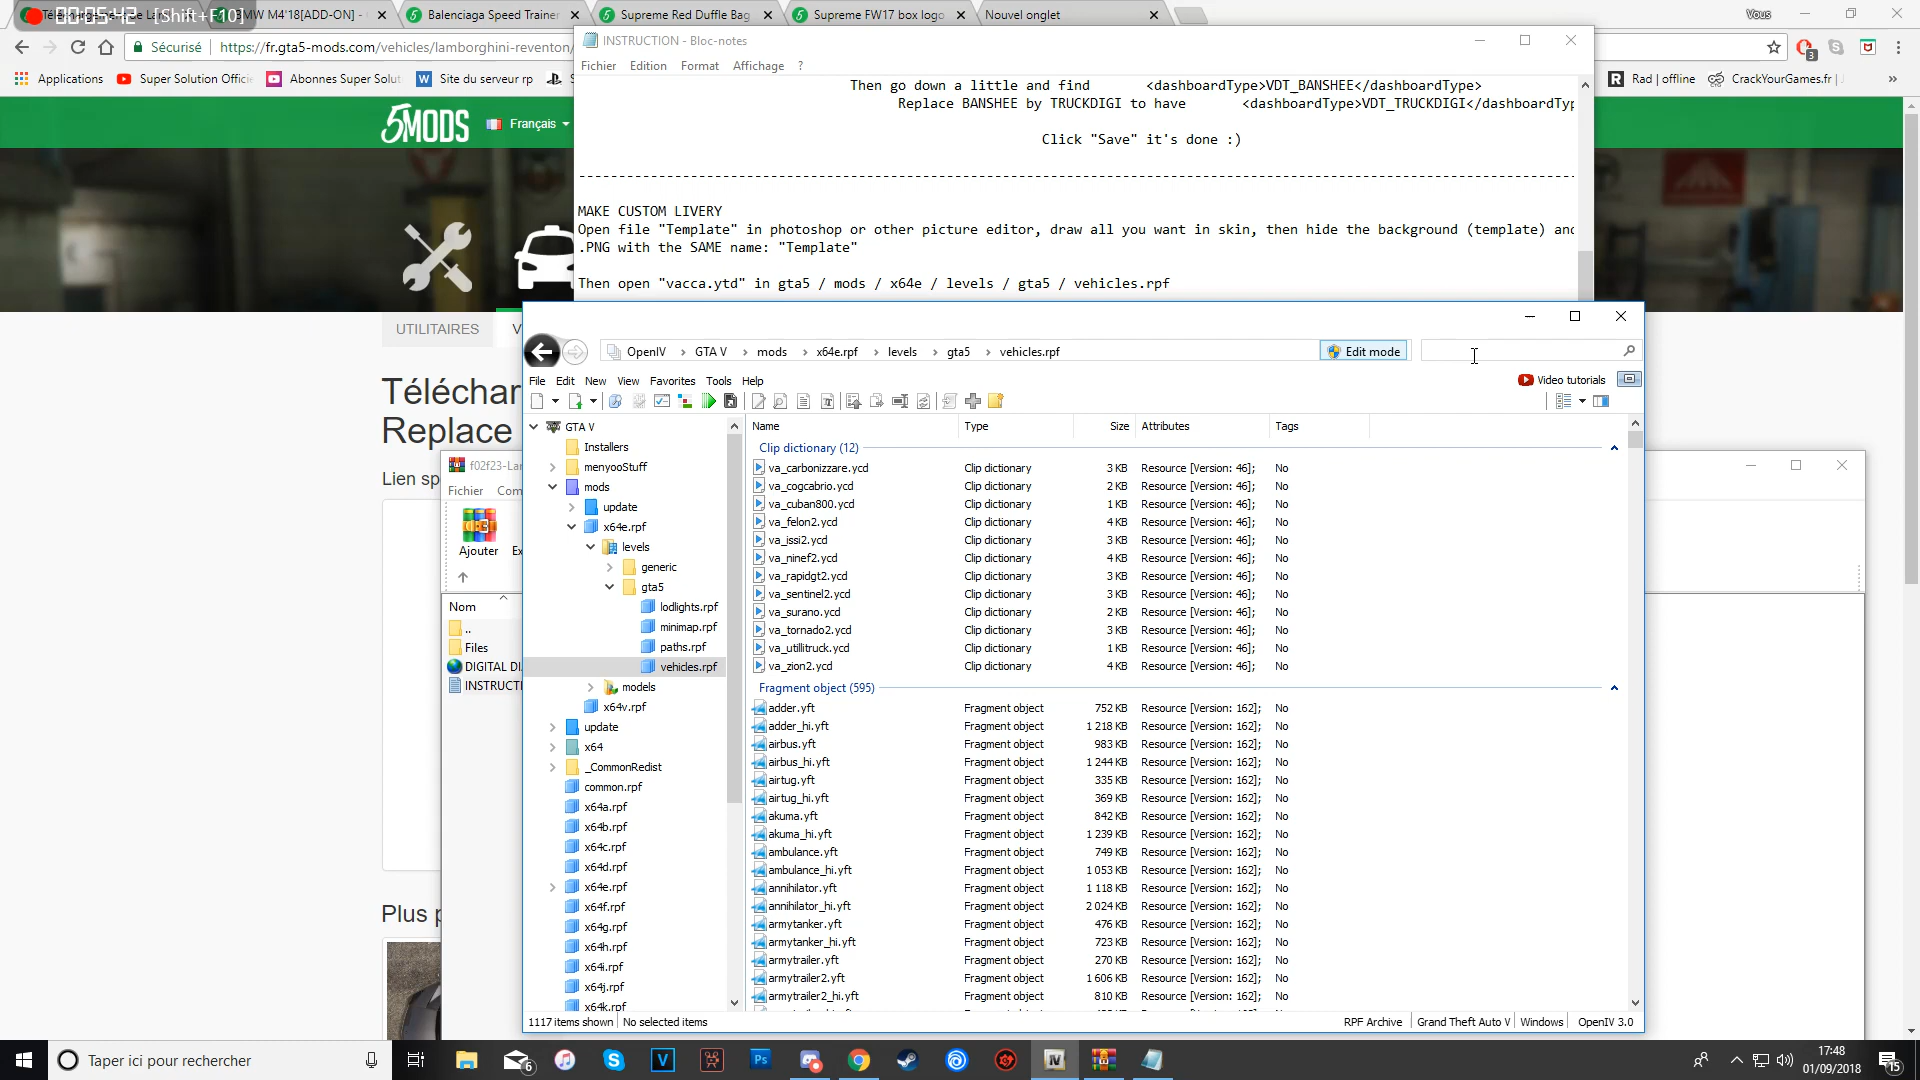 00:05:42 [Shift+F10]
BMW M4'18[ADD-ON] -
Balenciaga Speed Trainer
Supreme Red Duffle Bag
Supreme FW17 box logo
Nouvel onglet
Vous
Sécurisé
https://fr.gta5-mods.com/vehicles/lamborghini-reventon/
Applications
Super Solution Officie
Abonnes Super Solut
Site du serveur rp
Rad | offline
CrackYourGames.fr |
»
INSTRUCTION - Bloc-notes
Fichier Edition Format Affichage ?
Then go down a little and find <dashboardType>VDT_BANSHEE</dashboardType>
Replace BANSHEE by TRUCKDIGI to have <dashboardType>VDT_TRUCKDIGI</dashboardTyp
Click "Save" it's done :)
MAKE CUSTOM LIVERY
Open file "Template" in photoshop or other picture editor, draw all you want in skin, then hide the background (template) and
.PNG with the SAME name: "Template"
Then open "vacca.ytd" in gta5 / mods / x64e / levels / gta5 / vehicles.rpf
5MODS
Français
UTILITAIRES
V
Téléchar
Replace
Lien sp
Plus p
f02f23-Lar
Fichier Com
Ajouter Ex
Nom
..
Files
DIGITAL DI
INSTRUCTI
OpenIV GTA V mods x64e.rpf levels gta5 vehicles.rpf
Edit mode
File Edit New View Favorites Tools Help
Video tutorials
GTA V
Installers
menyooStuff
mods
update
x64e.rpf
levels
generic
gta5
lodlights.rpf
minimap.rpf
paths.rpf
vehicles.rpf
models
x64v.rpf
update
x64
_CommonRedist
common.rpf
x64a.rpf
x64b.rpf
x64c.rpf
x64d.rpf
x64e.rpf
x64f.rpf
x64g.rpf
x64h.rpf
x64i.rpf
x64j.rpf
x64k.rpf
Name Type Size Attributes Tags
Clip dictionary (12)
va_carbonizzare.ycd Clip dictionary 3 KB Resource [Version: 46]; No
va_cogcabrio.ycd Clip dictionary 2 KB Resource [Version: 46]; No
va_cuban800.ycd Clip dictionary 1 KB Resource [Version: 46]; No
va_felon2.ycd Clip dictionary 4 KB Resource [Version: 46]; No
va_issi2.ycd Clip dictionary 3 KB Resource [Version: 46]; No
va_ninef2.ycd Clip dictionary 4 KB Resource [Version: 46]; No
va_rapidgt2.ycd Clip dictionary 3 KB Resource [Version: 46]; No
va_sentinel2.ycd Clip dictionary 3 KB Resource [Version: 46]; No
va_surano.ycd Clip dictionary 2 KB Resource [Version: 46]; No
va_tornado2.ycd Clip dictionary 3 KB Resource [Version: 46]; No
va_utillitruck.ycd Clip dictionary 1 KB Resource [Version: 46]; No
va_zion2.ycd Clip dictionary 4 KB Resource [Version: 46]; No
Fragment object (595)
adder.yft Fragment object 752 KB Resource [Version: 162]; No
adder_hi.yft Fragment object 1 218 KB Resource [Version: 162]; No
airbus.yft Fragment object 983 KB Resource [Version: 162]; No
airbus_hi.yft Fragment object 1 244 KB Resource [Version: 162]; No
airtug.yft Fragment object 335 KB Resource [Version: 162]; No
airtug_hi.yft Fragment object 369 KB Resource [Version: 162]; No
akuma.yft Fragment object 842 KB Resource [Version: 162]; No
akuma_hi.yft Fragment object 1 239 KB Resource [Version: 162]; No
ambulance.yft Fragment object 749 KB Resource [Version: 162]; No
ambulance_hi.yft Fragment object 1 053 KB Resource [Version: 162]; No
annihilator.yft Fragment object 1 118 KB Resource [Version: 162]; No
annihilator_hi.yft Fragment object 2 024 KB Resource [Version: 162]; No
armytanker.yft Fragment object 476 KB Resource [Version: 162]; No
armytanker_hi.yft Fragment object 723 KB Resource [Version: 162]; No
armytrailer.yft Fragment object 270 KB Resource [Version: 162]; No
armytrailer2.yft Fragment object 1 606 KB Resource [Version: 162]; No
armytrailer2_hi.yft Fragment object 810 KB Resource [Version: 162]; No
1117 items shown No selected items
RPF Archive Grand Theft Auto V Windows OpenIV 3.0
Taper ici pour rechercher
17:48
01/09/2018
15